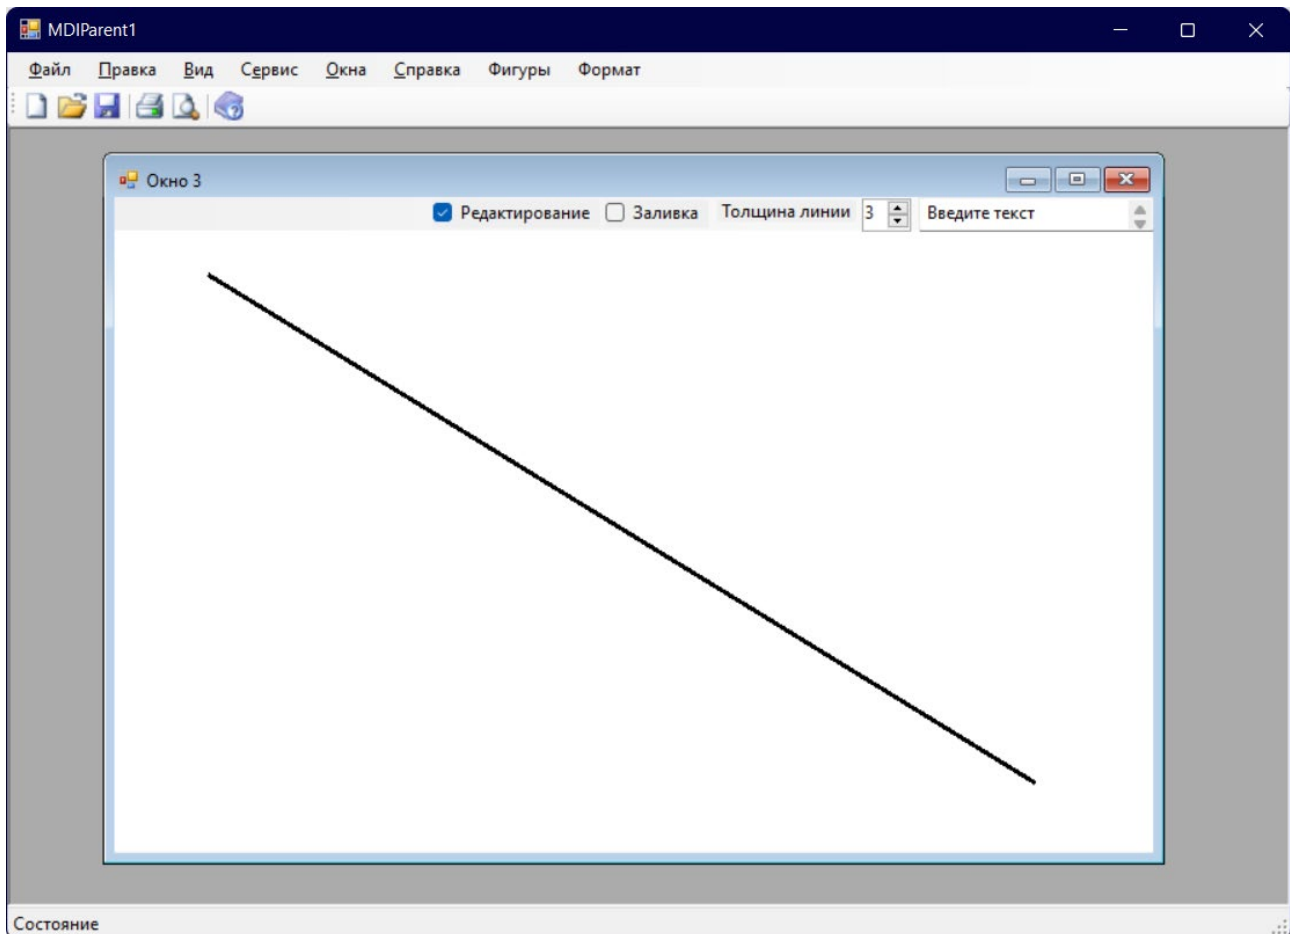 MDIParent1
Файл Правка Вид Сервис Окна Справка Фигуры Формат
Окно 3
Редактирование Заливка Толщина линии 3 Введите текст
Состояние